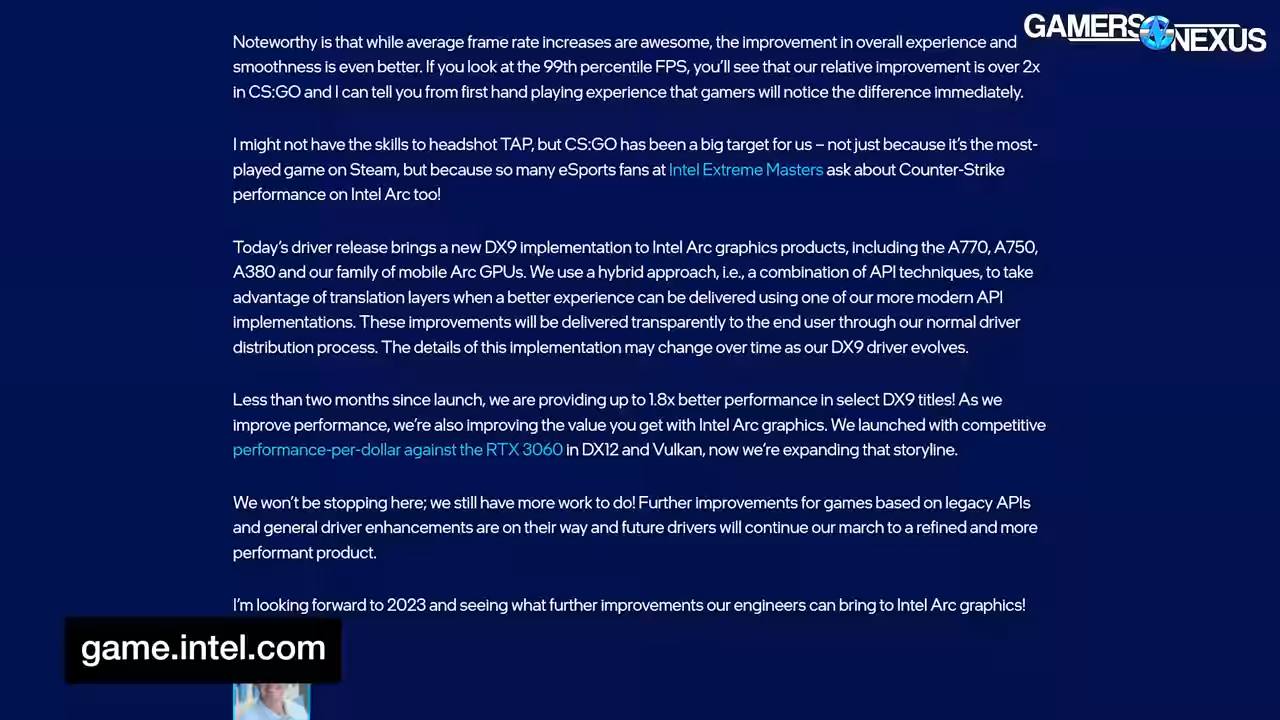 GAMERS NEXUS
Noteworthy is that while average frame rate increases are awesome, the improvement in overall experience and
smoothness is even better. If you look at the 99th percentile FPS, you'll see that our relative improvement is over 2x
in CS:GO and I can tell you from first hand playing experience that gamers will notice the difference immediately.
I might not have the skills to headshot TAP, but CS:GO has been a big target for us – not just because it's the most-
played game on Steam, but because so many eSports fans at Intel Extreme Masters ask about Counter-Strike
performance on Intel Arc too!
Today's driver release brings a new DX9 implementation to Intel Arc graphics products, including the A770, A750,
A380 and our family of mobile Arc GPUs. We use a hybrid approach, i.e., a combination of API techniques, to take
advantage of translation layers when a better experience can be delivered using one of our more modern API
implementations. These improvements will be delivered transparently to the end user through our normal driver
distribution process. The details of this implementation may change over time as our DX9 driver evolves.
Less than two months since launch, we are providing up to 1.8x better performance in select DX9 titles! As we
improve performance, we're also improving the value you get with Intel Arc graphics. We launched with competitive
performance-per-dollar against the RTX 3060 in DX12 and Vulkan, now we're expanding that storyline.
We won't be stopping here; we still have more work to do! Further improvements for games based on legacy APIs
and general driver enhancements are on their way and future drivers will continue our march to a refined and more
performant product.
I'm looking forward to 2023 and seeing what further improvements our engineers can bring to Intel Arc graphics!
game.intel.com